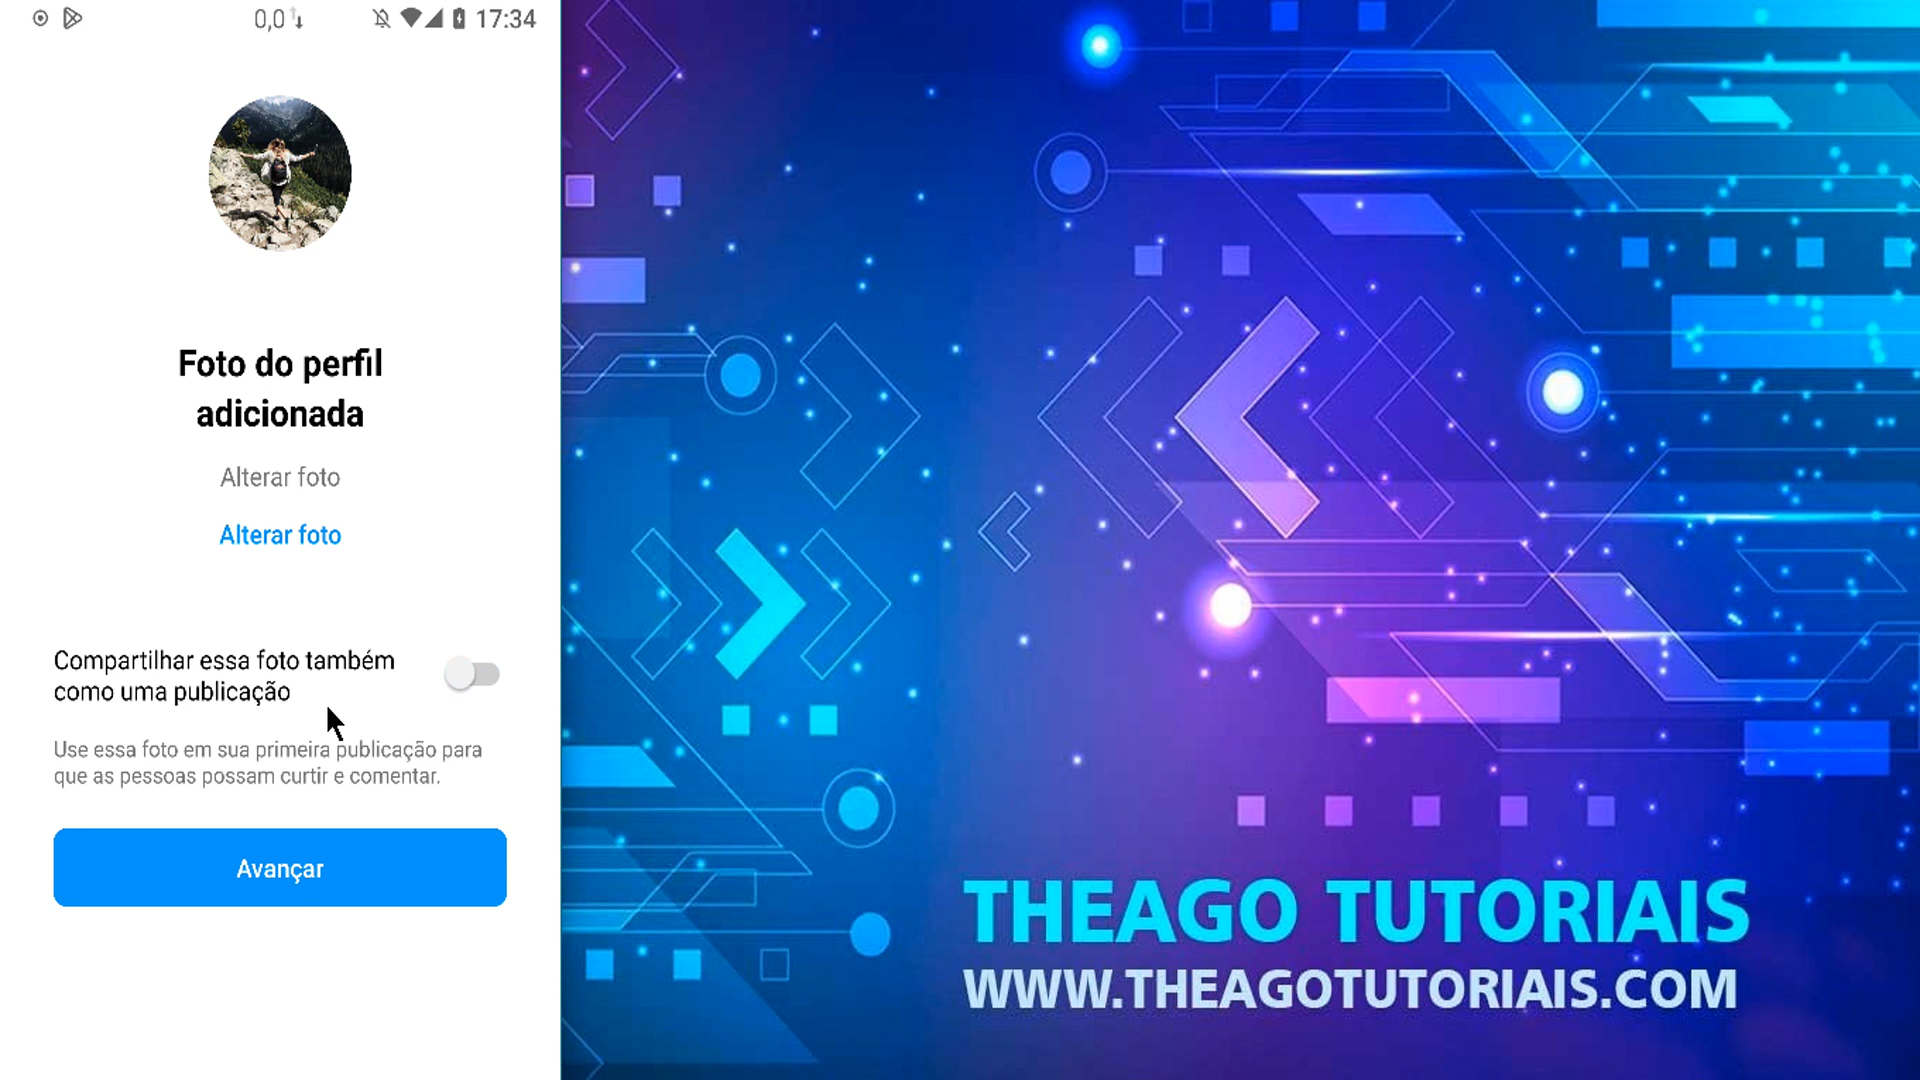 0,0 17:34
Foto do perfil
adicionada
Alterar foto
Alterar foto
Compartilhar essa foto também
como uma publicação
Use essa foto em sua primeira publicação para
que as pessoas possam curtir e comentar.
Avançar
THEAGO TUTORIAIS
WWW.THEAGOTUTORIAIS.COM